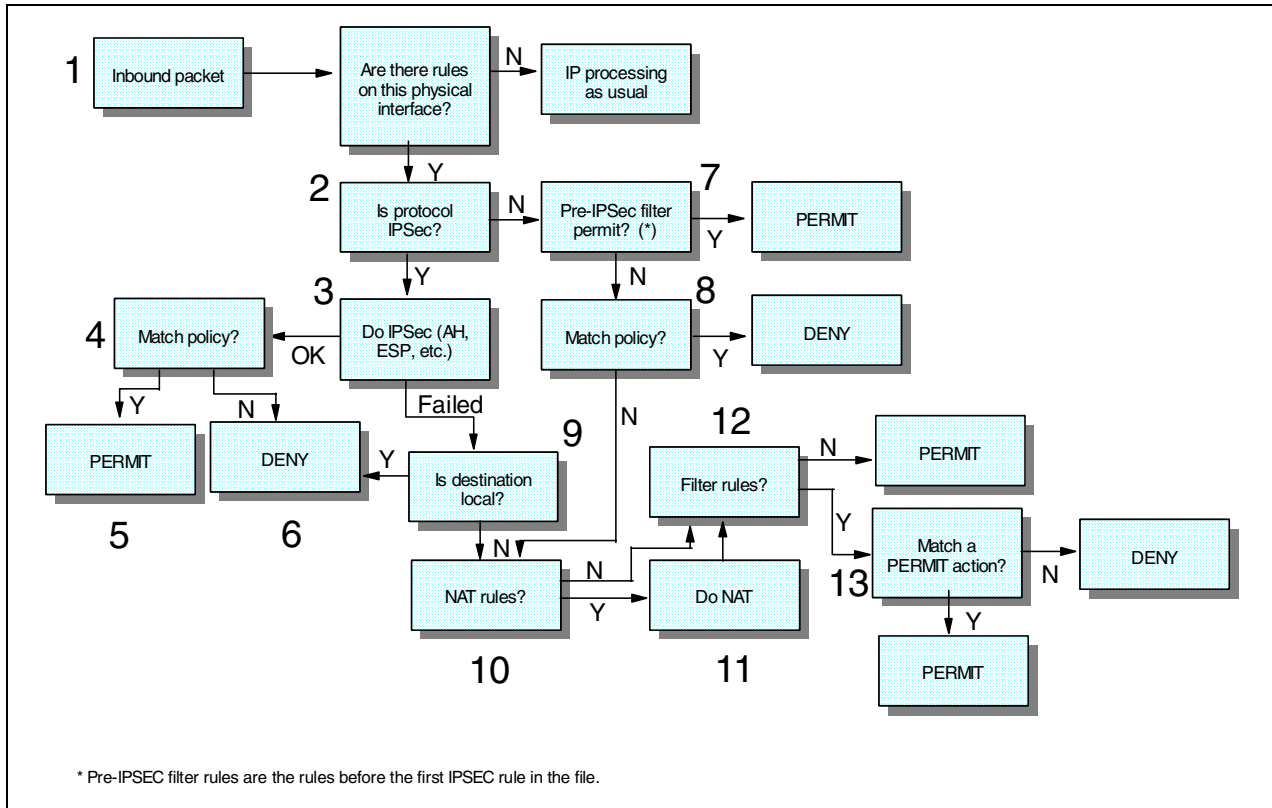 1
Inbound packet
Are there rules
on this physical
interface?
N
IP processing
as usual
Y
2
Is protocol
IPSec?
N
Pre-IPSec filter
permit? (*)
7
Y
PERMIT
Y
N
3
Do IPSec (AH,
ESP, etc.)
4
Match policy?
OK
8
Match policy?
Y
DENY
Y
N
Failed
N
5
PERMIT
6
DENY
Y
9
Is destination
local?
N
12
Filter rules?
N
PERMIT
Y
10
NAT rules?
N
Y
11
Do NAT
13
Match a
PERMIT action?
N
DENY
Y
PERMIT
* Pre-IPSEC filter rules are the rules before the first IPSEC rule in the file.